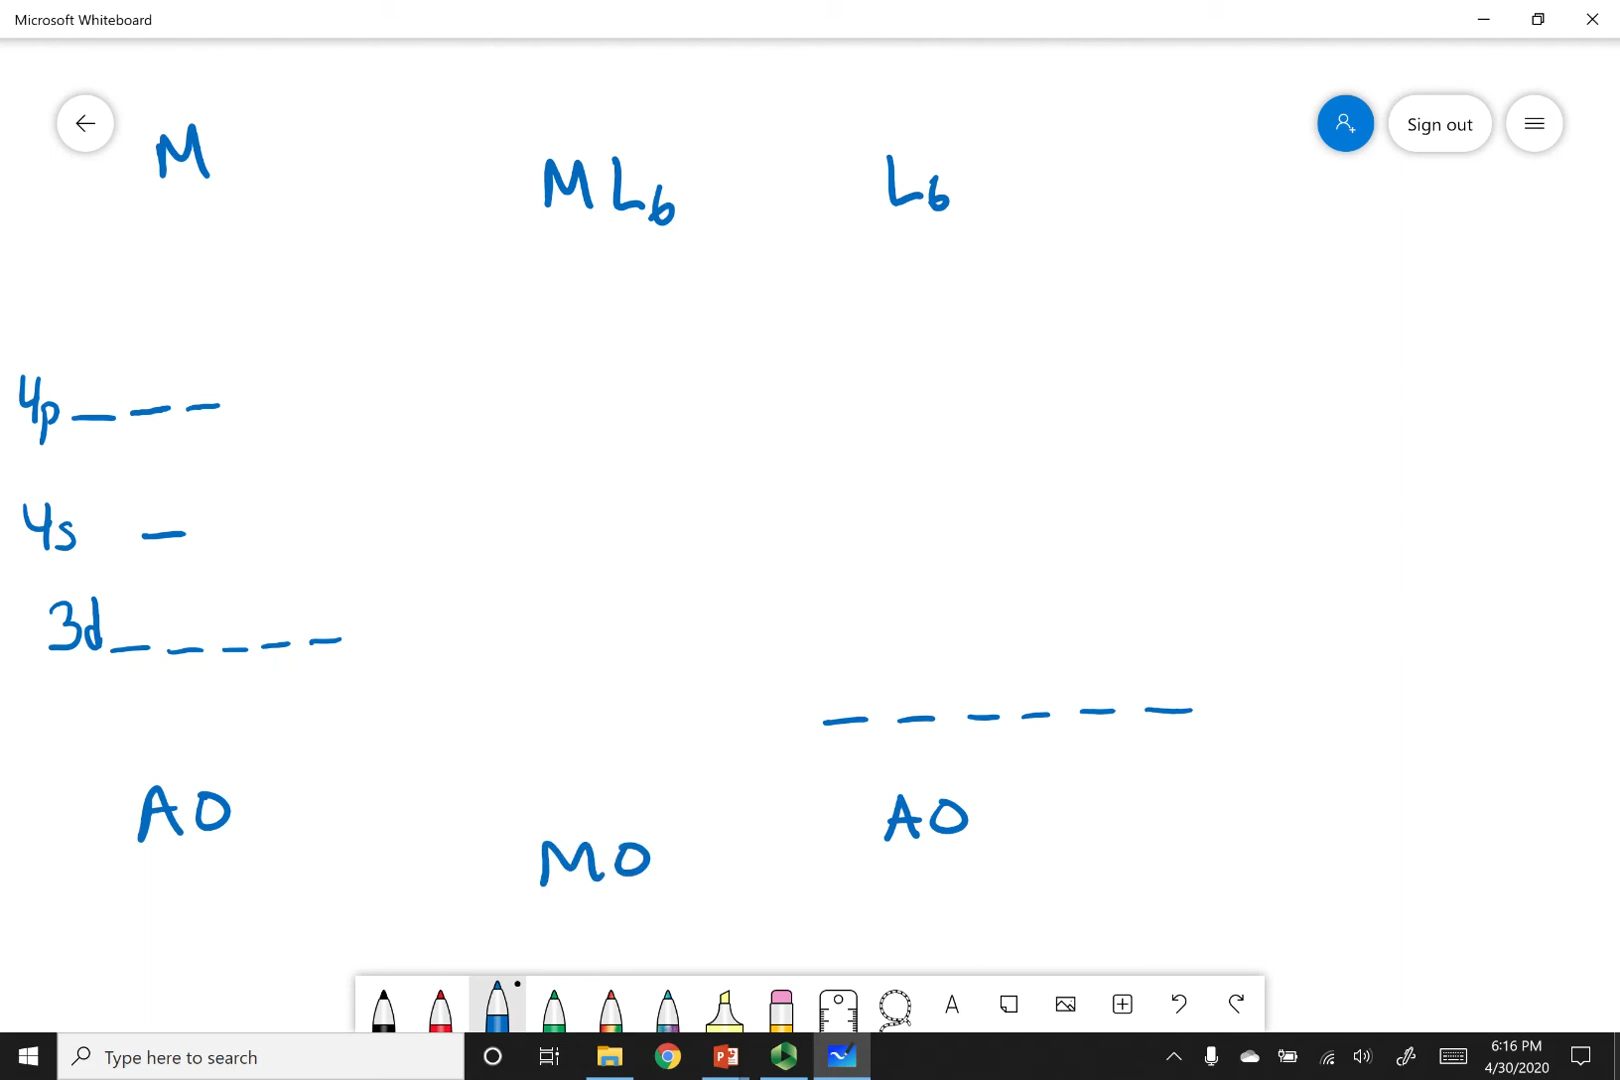 Microsoft Whiteboard
Sign out
M
ML6
L6
4p
4s
3d
AO
AO
MO
A
Type here to search
6:16 PM
4/30/2020